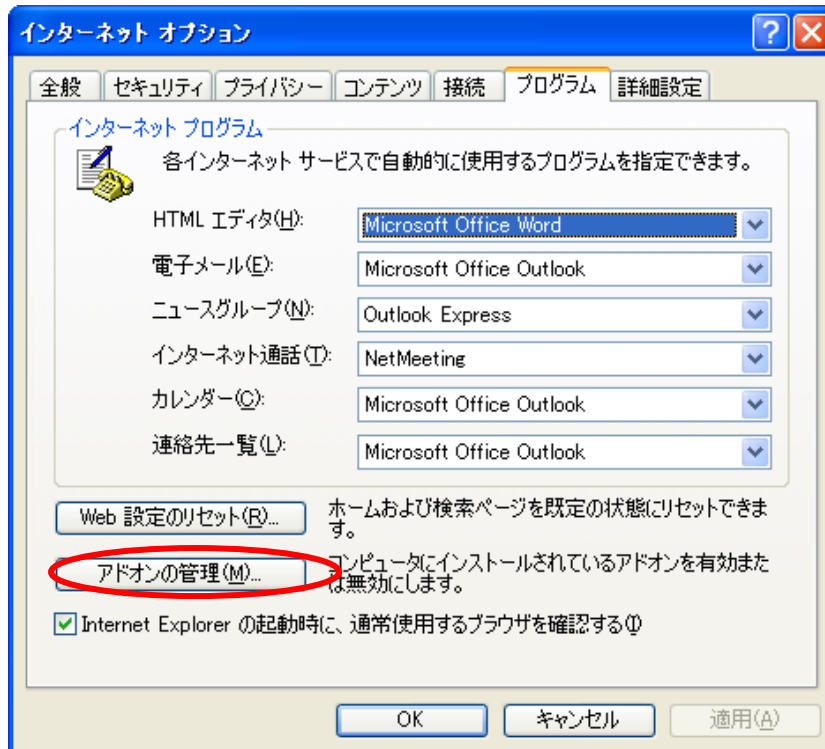 インターネット オプション
全般 セキュリティ プライバシー コンテンツ 接続 プログラム 詳細設定
インターネット プログラム
各インターネット サービスで自動的に使用するプログラムを指定できます。
HTML エディタ(H): Microsoft Office Word
電子メール(E): Microsoft Office Outlook
ニュースグループ(N): Outlook Express
インターネット通話(T): NetMeeting
カレンダー(C): Microsoft Office Outlook
連絡先一覧(L): Microsoft Office Outlook
Web 設定のリセット(R)... ホームおよび検索ページを既定の状態にリセットできま
す。
アドオンの管理(M)... コンピュータにインストールされているアドオンを有効また
は無効にします。
Internet Explorer の起動時に、通常使用するブラウザを確認する(I)
OK キャンセル 適用(A)